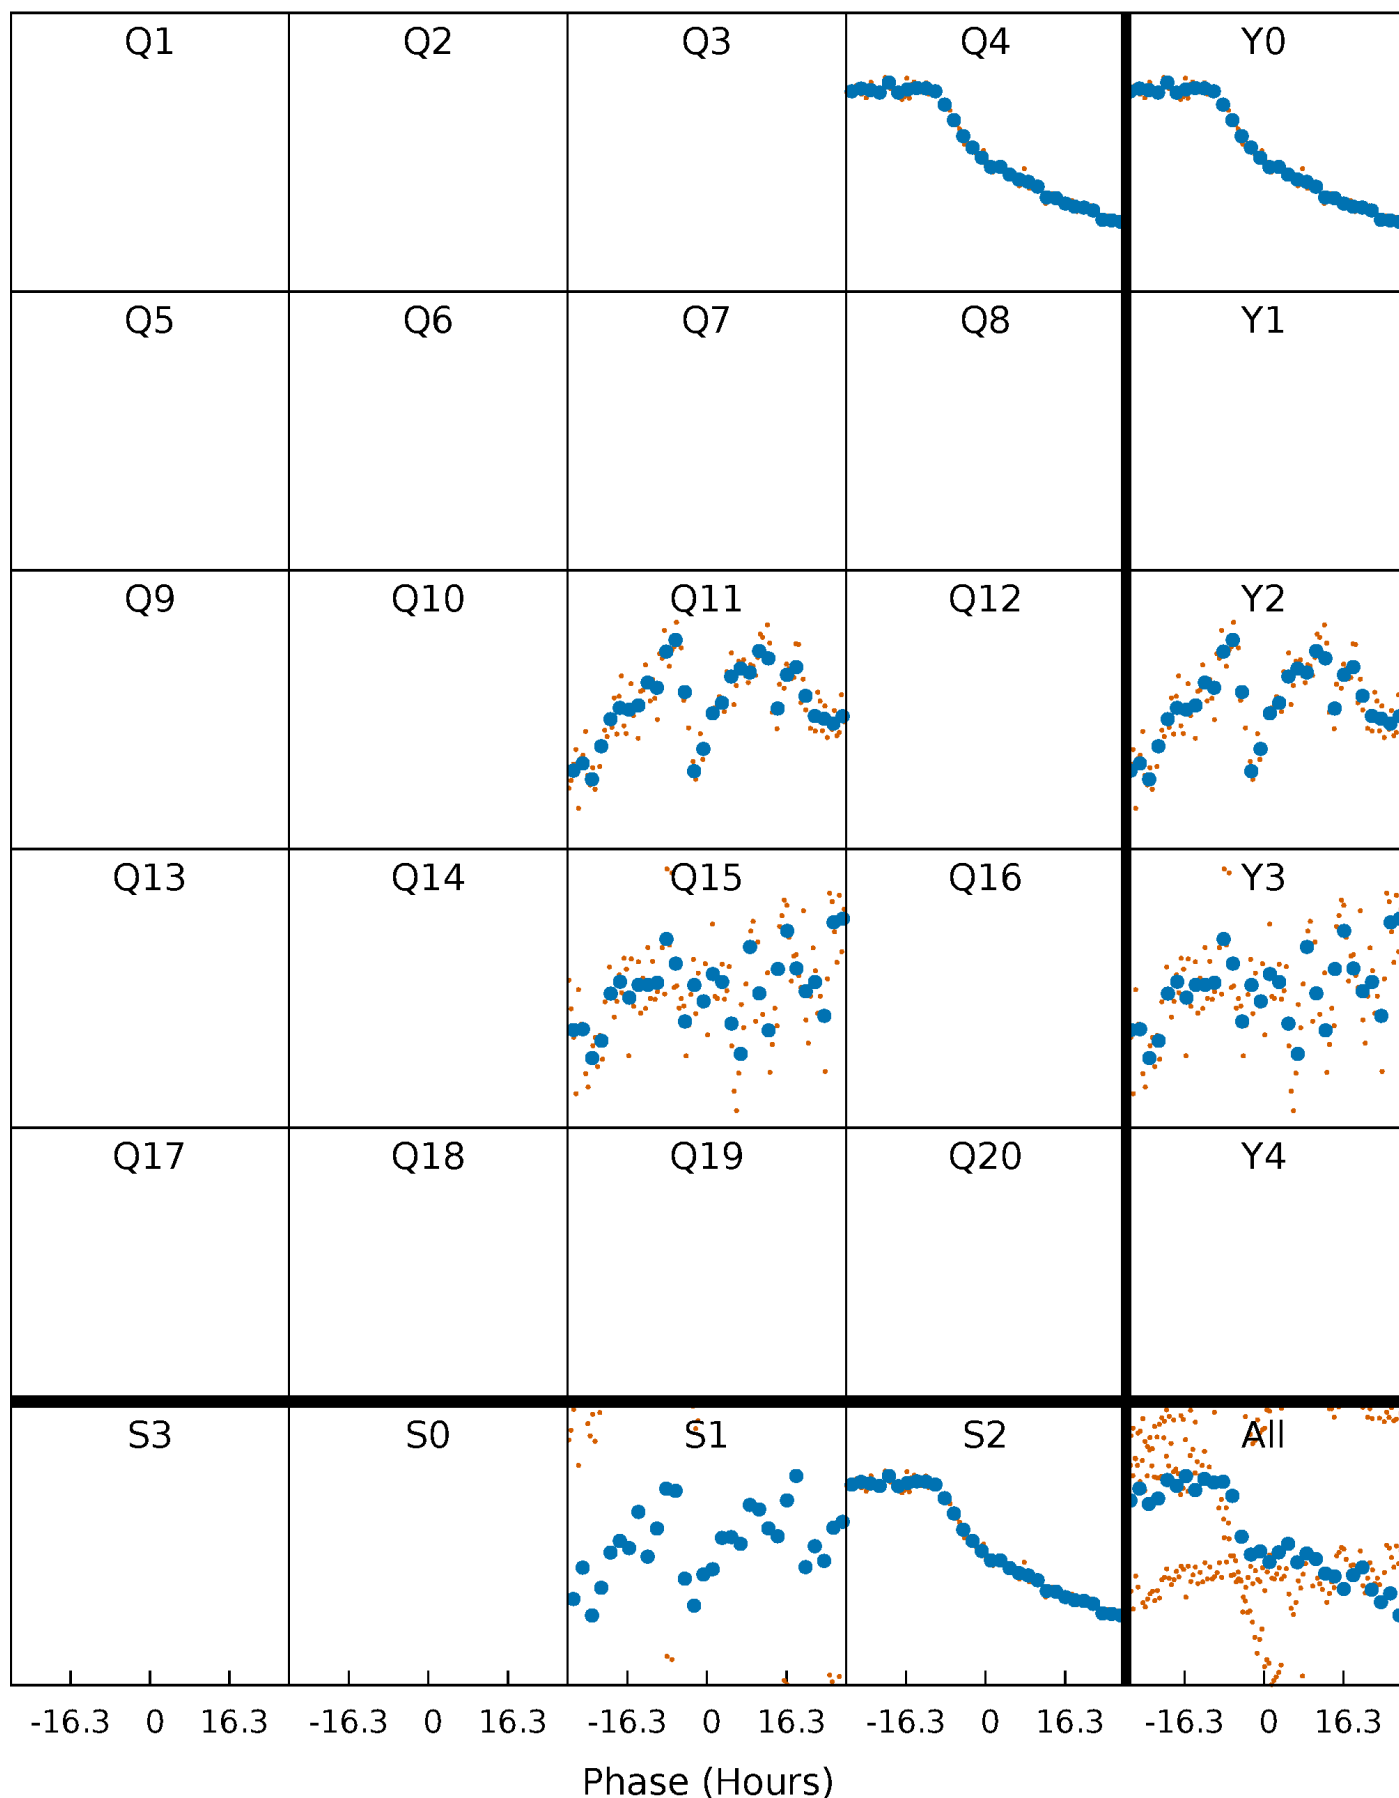 Q1 Q2 Q3 Q4 Y0
Q5 Q6 Q7 Q8 Y1
Q9 Q10 Q11 Q12 Y2
Q13 Q14 Q15 Q16 Y3
Q17 Q18 Q19 Q20 Y4
S3 S0 S1 S2 All
-16.3 0 16.3 -16.3 0 16.3 -16.3 0 16.3 -16.3 0 16.3 -16.3 0 16.3
Phase (Hours)